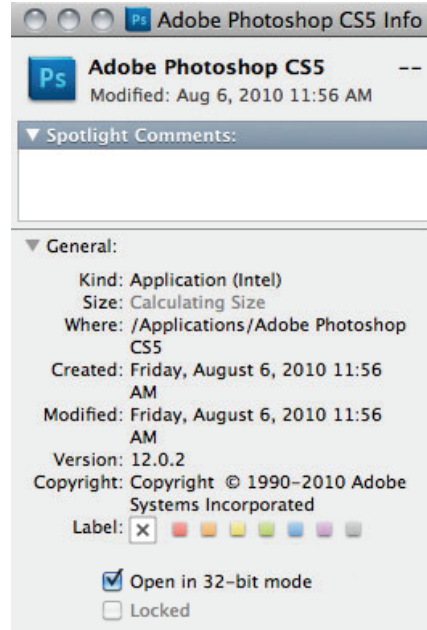 Ps Adobe Photoshop CS5 Info
Ps
Adobe Photoshop CS5 --
Modified: Aug 6, 2010 11:56 AM
▼ Spotlight Comments:
▼ General:
Kind: Application (Intel)
Size: Calculating Size
Where: /Applications/Adobe Photoshop
CS5
Created: Friday, August 6, 2010 11:56
AM
Modified: Friday, August 6, 2010 11:56
AM
Version: 12.0.2
Copyright: Copyright © 1990-2010 Adobe
Systems Incorporated
Label: ×
Open in 32-bit mode
Locked